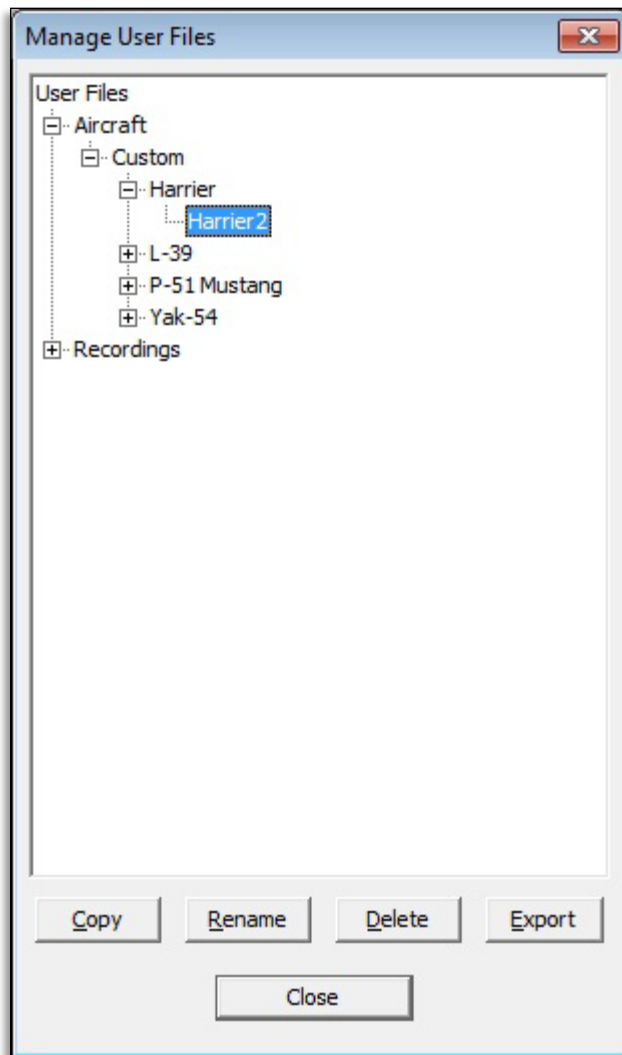 Manage User Files
User Files
Aircraft
Custom
Harrier
Harrier2
L-39
P-51 Mustang
Yak-54
Recordings
Copy Rename Delete Export
Close